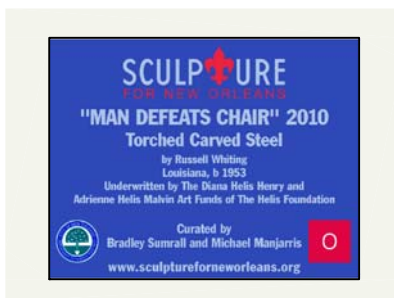 SCULPTURE
FOR NEW ORLEANS
"MAN DEFEATS CHAIR" 2010
Torched Carved Steel
by Russell Whiting
Louisiana, b 1953
Underwritten by The Diana Helis Henry and
Adrienne Helis Malvin Art Funds of The Helis Foundation
Curated by
Bradley Sumrall and Michael Manjarris
O
www.sculptureforneworleans.org